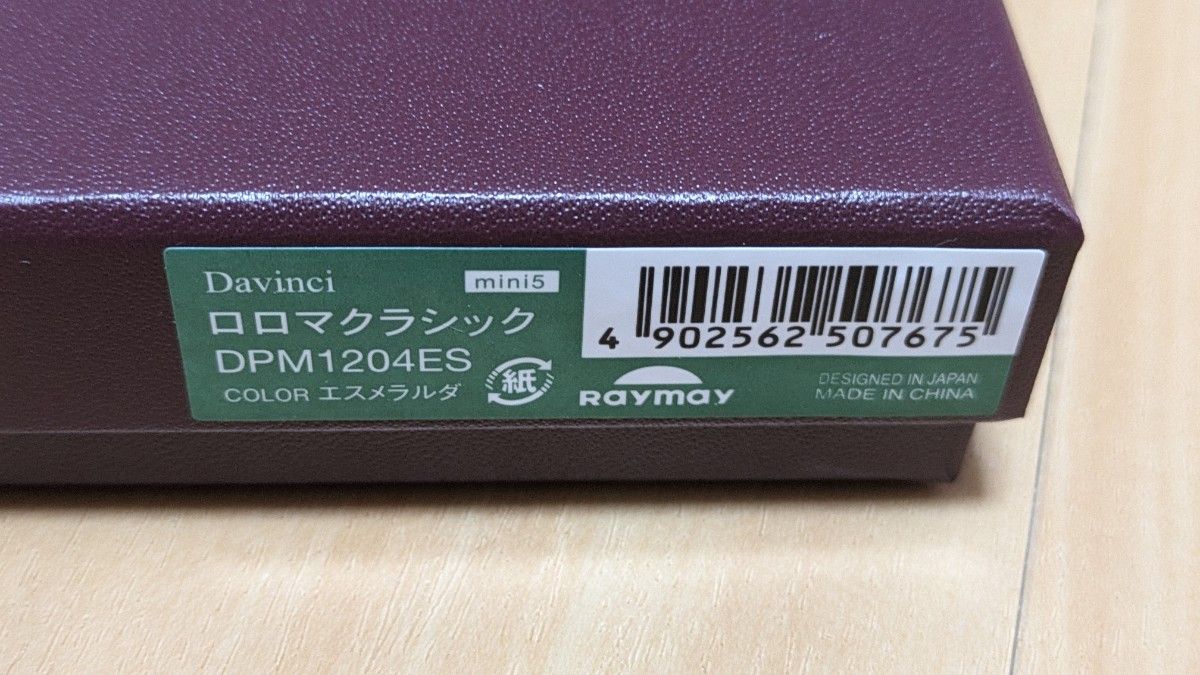 Davinci
mini5
ロロマクラシック
DPM1204ES
COLOR エスメラルダ
紙
4 902562 507675
Raymay
DESIGNED IN JAPAN
MADE IN CHINA